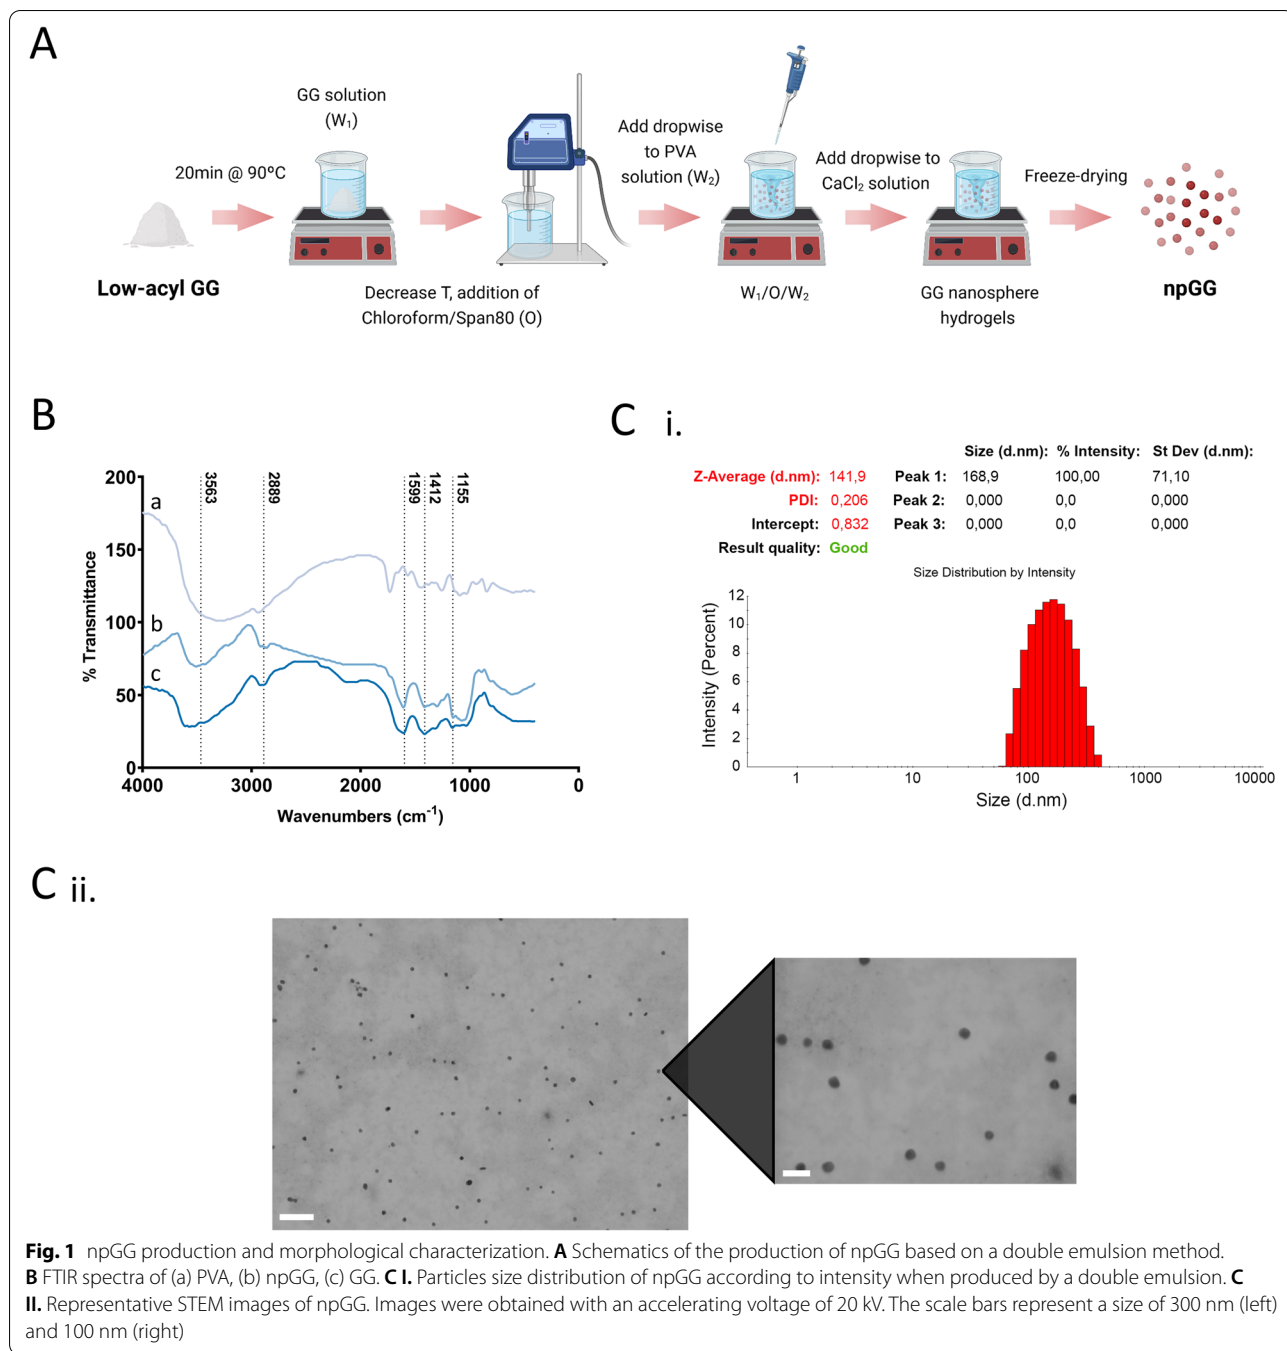 A
GG solution
(W₁)
20min @ 90ºC
Low-acyl GG
Decrease T, addition of
Chloroform/Span80 (O)
Add dropwise
to PVA
solution (W₂)
W₁/O/W₂
Add dropwise to
CaCl₂ solution
GG nanosphere
hydrogels
Freeze-drying
npGG
B
% Transmittance
200
150
100
50
0
a
b
c
3563
2889
1599
1412
1155
4000 3000 2000 1000 0
Wavenumbers (cm⁻¹)
C i.
Size (d.nm): % Intensity: St Dev (d.nm):
Z-Average (d.nm): 141,9 Peak 1: 168,9 100,00 71,10
PDI: 0,206 Peak 2: 0,000 0,0 0,000
Intercept: 0,832 Peak 3: 0,000 0,0 0,000
Result quality: Good
Size Distribution by Intensity
Intensity (Percent)
12
10
8
6
4
2
0
1 10 100 1000 10000
Size (d.nm)
C ii.
Fig. 1 npGG production and morphological characterization. A Schematics of the production of npGG based on a double emulsion method.
B FTIR spectra of (a) PVA, (b) npGG, (c) GG. C I. Particles size distribution of npGG according to intensity when produced by a double emulsion. C
II. Representative STEM images of npGG. Images were obtained with an accelerating voltage of 20 kV. The scale bars represent a size of 300 nm (left)
and 100 nm (right)